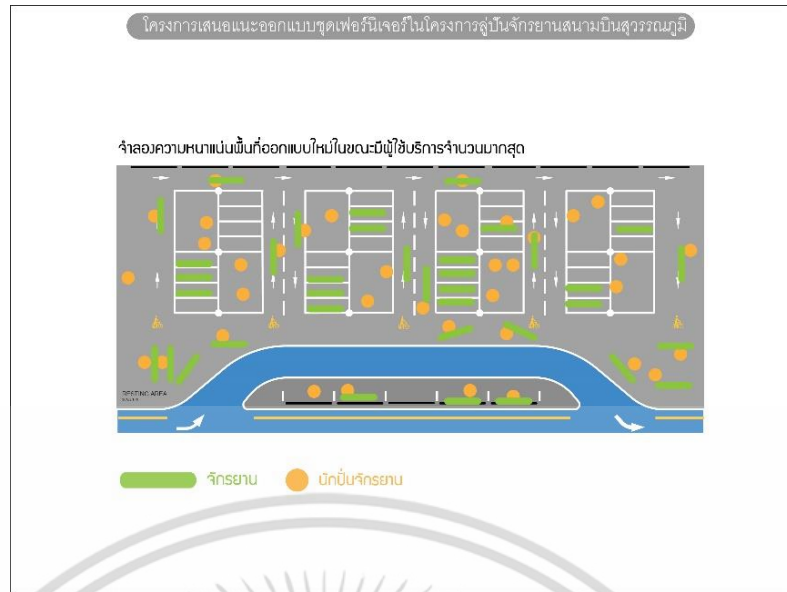 โครงการเสนอแนะออกแบบชุดเฟอร์นิเจอร์ในโครงการลู่ปั่นจักรยานสนามบินสุวรรณภูมิ
จำลองความหนาแน่นพื้นที่ออกแบบใหม่ในขณะมีผู้ใช้บริการจำนวนมากสุด
RESTING AREA
จักรยาน
นักปั่นจักรยาน